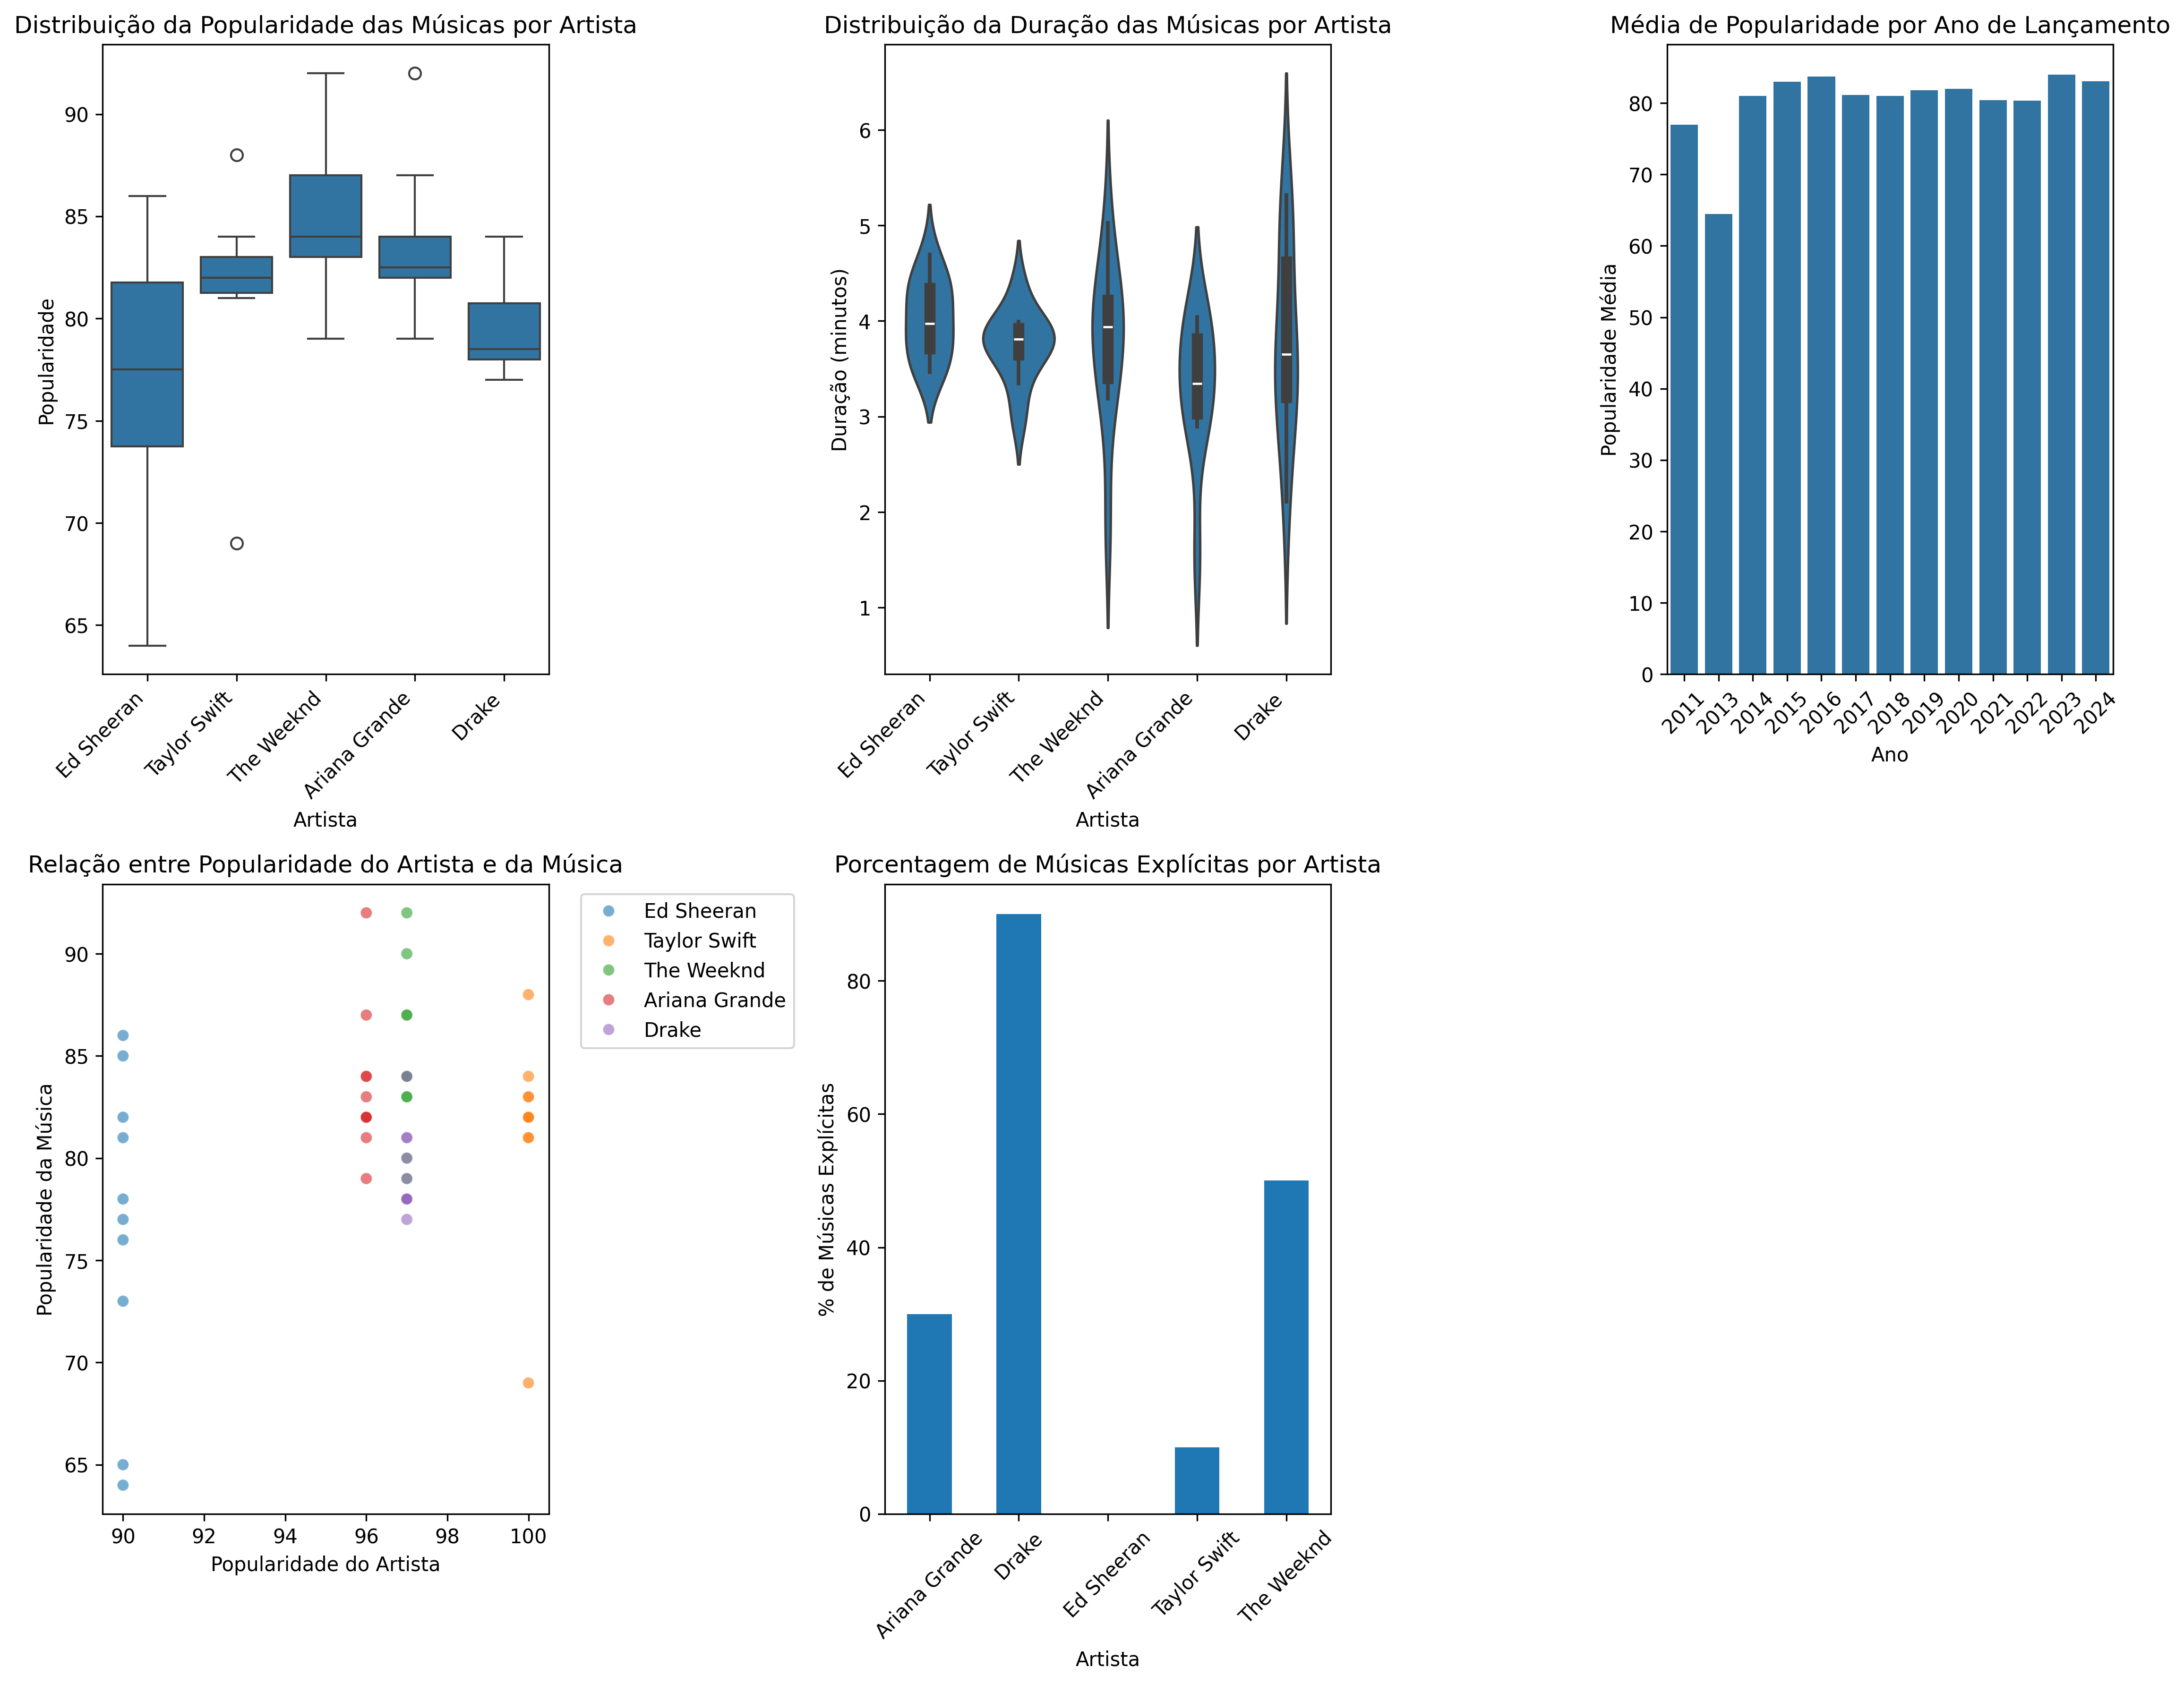 Distribuição da Popularidade das Músicas por Artista
Popularidade
90
85
80
75
70
65
Ed Sheeran
Taylor Swift
The Weeknd
Ariana Grande
Drake
Artista
Distribuição da Duração das Músicas por Artista
Duração (minutos)
6
5
4
3
2
1
Ed Sheeran
Taylor Swift
The Weeknd
Ariana Grande
Drake
Artista
Média de Popularidade por Ano de Lançamento
Popularidade Média
80
70
60
50
40
30
20
10
0
2011
2013
2014
2015
2016
2017
2018
2019
2020
2021
2022
2023
2024
Ano
Relação entre Popularidade do Artista e da Música
Popularidade da Música
90
85
80
75
70
65
90
92
94
96
98
100
Popularidade do Artista
Ed Sheeran
Taylor Swift
The Weeknd
Ariana Grande
Drake
Porcentagem de Músicas Explícitas por Artista
% de Músicas Explícitas
80
60
40
20
0
Ariana Grande
Drake
Ed Sheeran
Taylor Swift
The Weeknd
Artista